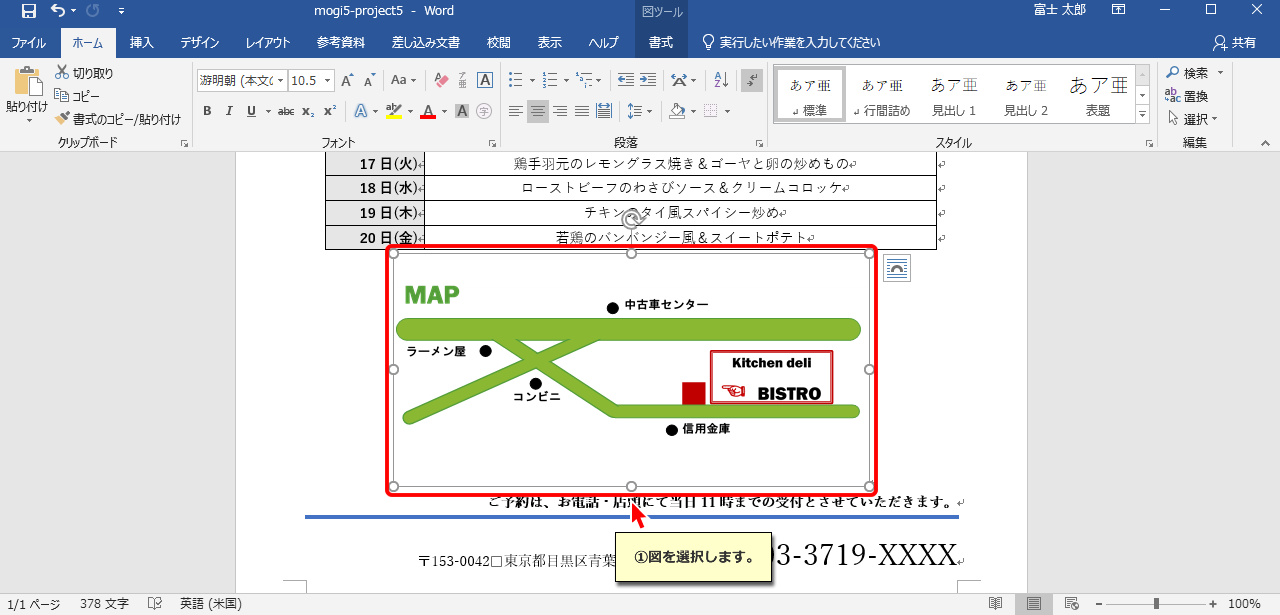 mogi5-project5 - Word
図ツール
富士 太郎
ファイル ホーム 挿入 デザイン レイアウト 参考資料 差し込み文書 校閲 表示 ヘルプ 書式 実行したい作業を入力してください 共有
貼り付け
切り取り
コピー
書式のコピー/貼り付け
クリップボード
游明朝 (本文の 10.5 A A Aa A
B I U abc x₂ x² A ab A A 字
フォント
段落
あア亜 あア亜 あア亜 あア亜 あア亜
↲ 標準 ↲ 行間詰め 見出し 1 見出し 2 表題
スタイル
検索
置換
選択
編集
17 日(火) 鶏手羽元のレモングラス焼き＆ゴーヤと卵の炒めもの
18 日(水) ローストビーフのわさびソース＆クリームコロッケ
19 日(木) チキンのタイ風スパイシー炒め
20 日(金) 若鶏のバンバンジー風＆スイートポテト
MAP
中古車センター
ラーメン屋
コンビニ
Kitchen deli
BISTRO
信用金庫
ご予約は、お電話・店頭にて当日 11 時までの受付とさせていただきます。
〒153-0042□東京都目黒区青葉
03-3719-XXXX
①図を選択します。
1/1 ページ 378 文字 英語 (米国) 100%